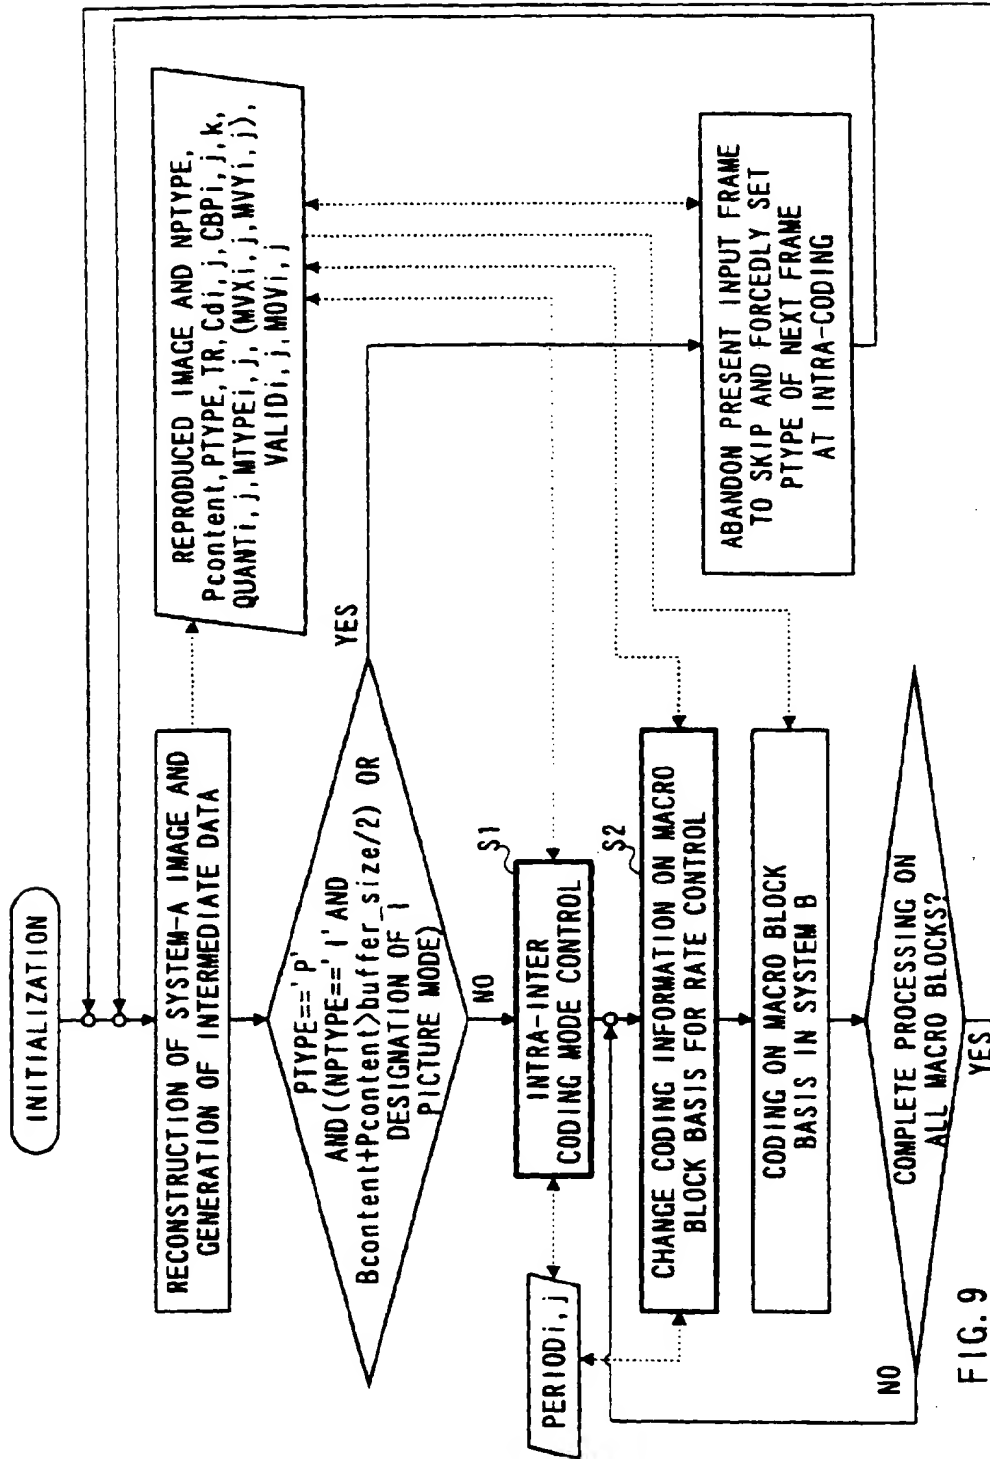 INITIALIZATION
RECONSTRUCTION OF SYSTEM-A IMAGE AND
GENERATION OF INTERMEDIATE DATA
REPRODUCED IMAGE AND NPTYPE,
Pcontent, PTYPE, TR, Cdi, j, CBPi, j, k,
QUANTi, j, MTYPEi, j, (MVXi, j, MVYi, j),
VALIDi, j, MOVi, j
PTYPE=='P'
AND((NPTYPE=='I' AND
Bcontent+Pcontent>buffer_size/2) OR
DESIGNATION OF I
PICTURE MODE)
YES
NO
S1
INTRA-INTER
CODING MODE CONTROL
PERIODi, j
S2
CHANGE CODING INFORMATION ON MACRO
BLOCK BASIS FOR RATE CONTROL
ABANDON PRESENT INPUT FRAME
TO SKIP AND FORCEDLY SET
PTYPE OF NEXT FRAME
AT INTRA-CODING
CODING ON MACRO BLOCK
BASIS IN SYSTEM B
COMPLETE PROCESSING ON
ALL MACRO BLOCKS?
NO
YES
FIG. 9